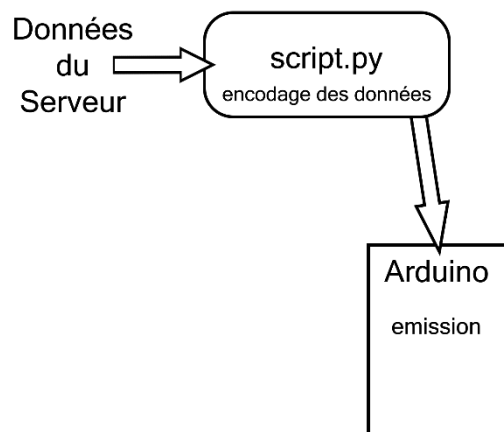 Données
du
Serveur
script.py
encodage des données
Arduino
emission